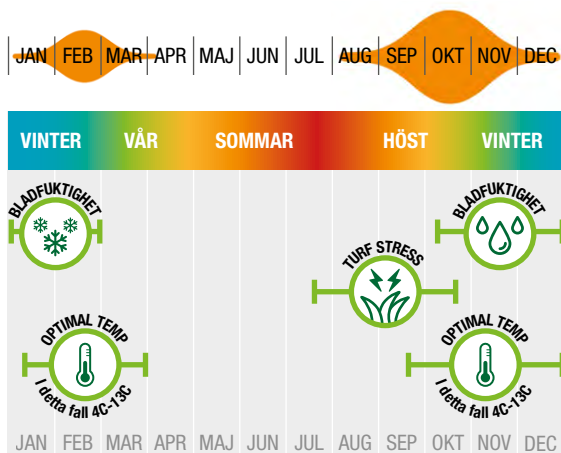 JAN FEB MAR APR MAJ JUN JUL AUG SEP OKT NOV DEC
VINTER VÅR SOMMAR HÖST VINTER
BLADFUKTIGHET
BLADFUKTIGHET
TURF STRESS
OPTIMAL TEMP
I detta fall 4C-13C
OPTIMAL TEMP
I detta fall 4C-13C
JAN FEB MAR APR MAJ JUN JUL AUG SEP OKT NOV DEC